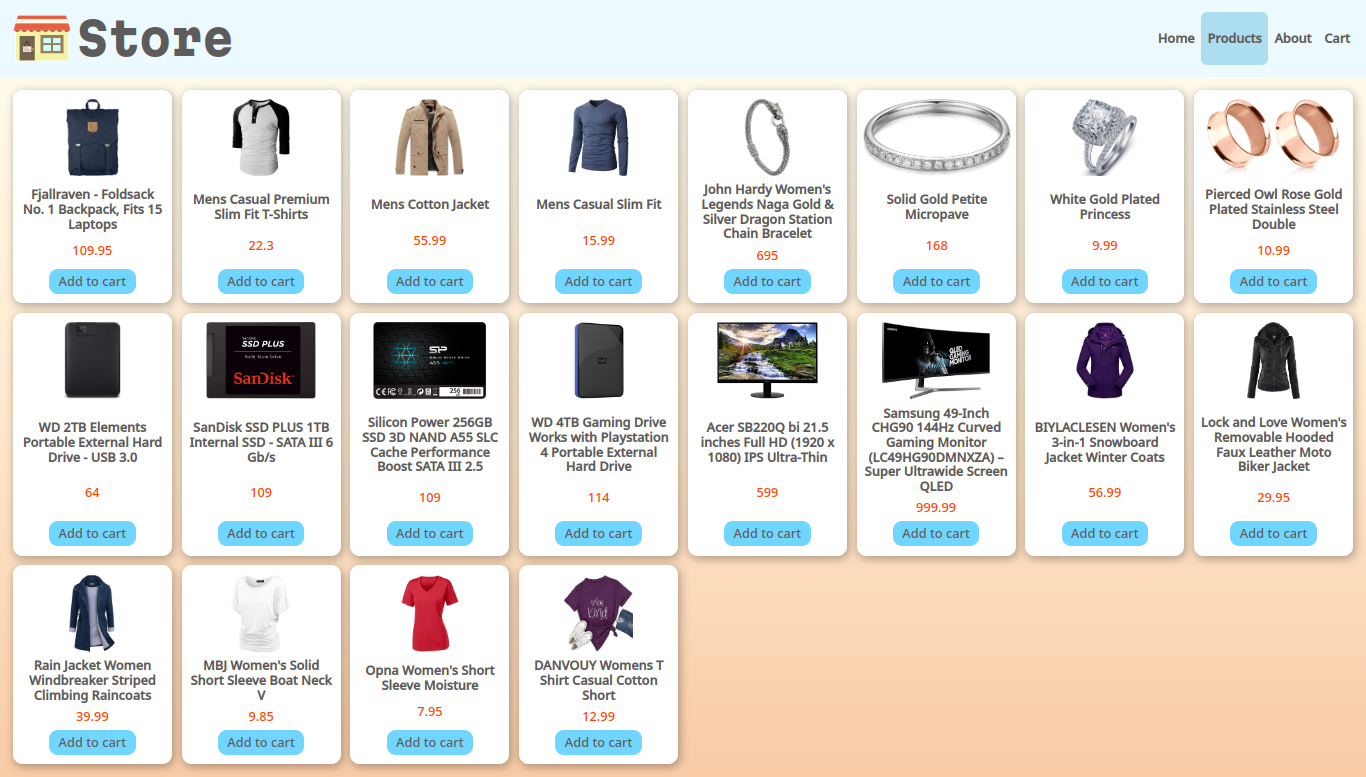 Store
Home
Products
About
Cart
Fjallraven - Foldsack
No. 1 Backpack, Fits 15
Laptops
109.95
Add to cart
Mens Casual Premium
Slim Fit T-Shirts
22.3
Add to cart
Mens Cotton Jacket
55.99
Add to cart
Mens Casual Slim Fit
15.99
Add to cart
John Hardy Women's
Legends Naga Gold &
Silver Dragon Station
Chain Bracelet
695
Add to cart
Solid Gold Petite
Micropave
168
Add to cart
White Gold Plated
Princess
9.99
Add to cart
Pierced Owl Rose Gold
Plated Stainless Steel
Double
10.99
Add to cart
WD 2TB Elements
Portable External Hard
Drive - USB 3.0
64
Add to cart
SSD PLUS
Solid State Drive
SanDisk
SanDisk SSD PLUS 1TB
Internal SSD - SATA III 6
Gb/s
109
Add to cart
SP
A55
256
Silicon Power 256GB
SSD 3D NAND A55 SLC
Cache Performance
Boost SATA III 2.5
109
Add to cart
WD 4TB Gaming Drive
Works with Playstation
4 Portable External
Hard Drive
114
Add to cart
Acer SB220Q bi 21.5
inches Full HD (1920 x
1080) IPS Ultra-Thin
599
Add to cart
QLED
GAMING
MONITOR
Samsung 49-Inch
CHG90 144Hz Curved
Gaming Monitor
(LC49HG90DMNXZA) –
Super Ultrawide Screen
QLED
999.99
Add to cart
BIYLACLESEN Women's
3-in-1 Snowboard
Jacket Winter Coats
56.99
Add to cart
Lock and Love Women's
Removable Hooded
Faux Leather Moto
Biker Jacket
29.95
Add to cart
Rain Jacket Women
Windbreaker Striped
Climbing Raincoats
39.99
Add to cart
MBJ Women's Solid
Short Sleeve Boat Neck
V
9.85
Add to cart
Opna Women's Short
Sleeve Moisture
7.95
Add to cart
DANVOUY Womens T
Shirt Casual Cotton
Short
12.99
Add to cart